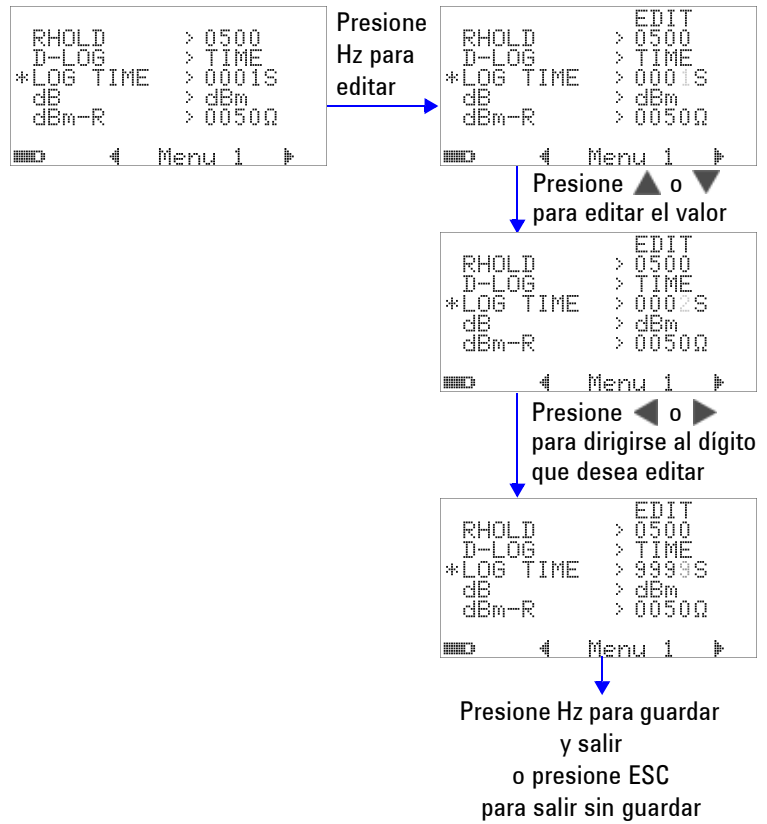 RHOLD > 0500
D-LOG > TIME
*LOG TIME > 0001S
dB > dBm
dBm-R > 0050Ω
Menu 1
Presione
Hz para
editar
EDIT
RHOLD > 0500
D-LOG > TIME
*LOG TIME > 0001S
dB > dBm
dBm-R > 0050Ω
Menu 1
Presione ▲ o ▼
para editar el valor
EDIT
RHOLD > 0500
D-LOG > TIME
*LOG TIME > 0002S
dB > dBm
dBm-R > 0050Ω
Menu 1
Presione ◀ o ▶
para dirigirse al dígito
que desea editar
EDIT
RHOLD > 0500
D-LOG > TIME
*LOG TIME > 9999S
dB > dBm
dBm-R > 0050Ω
Menu 1
Presione Hz para guardar
y salir
o presione ESC
para salir sin guardar